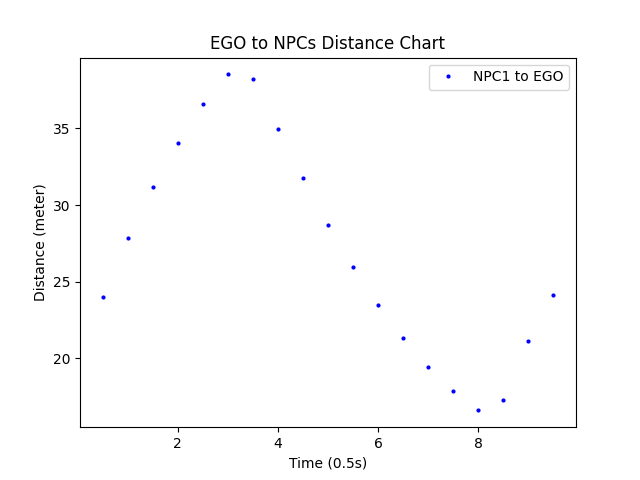 EGO to NPCs Distance Chart
NPC1 to EGO
35
30
25
20
Distance (meter)
2 4 6 8
Time (0.5s)